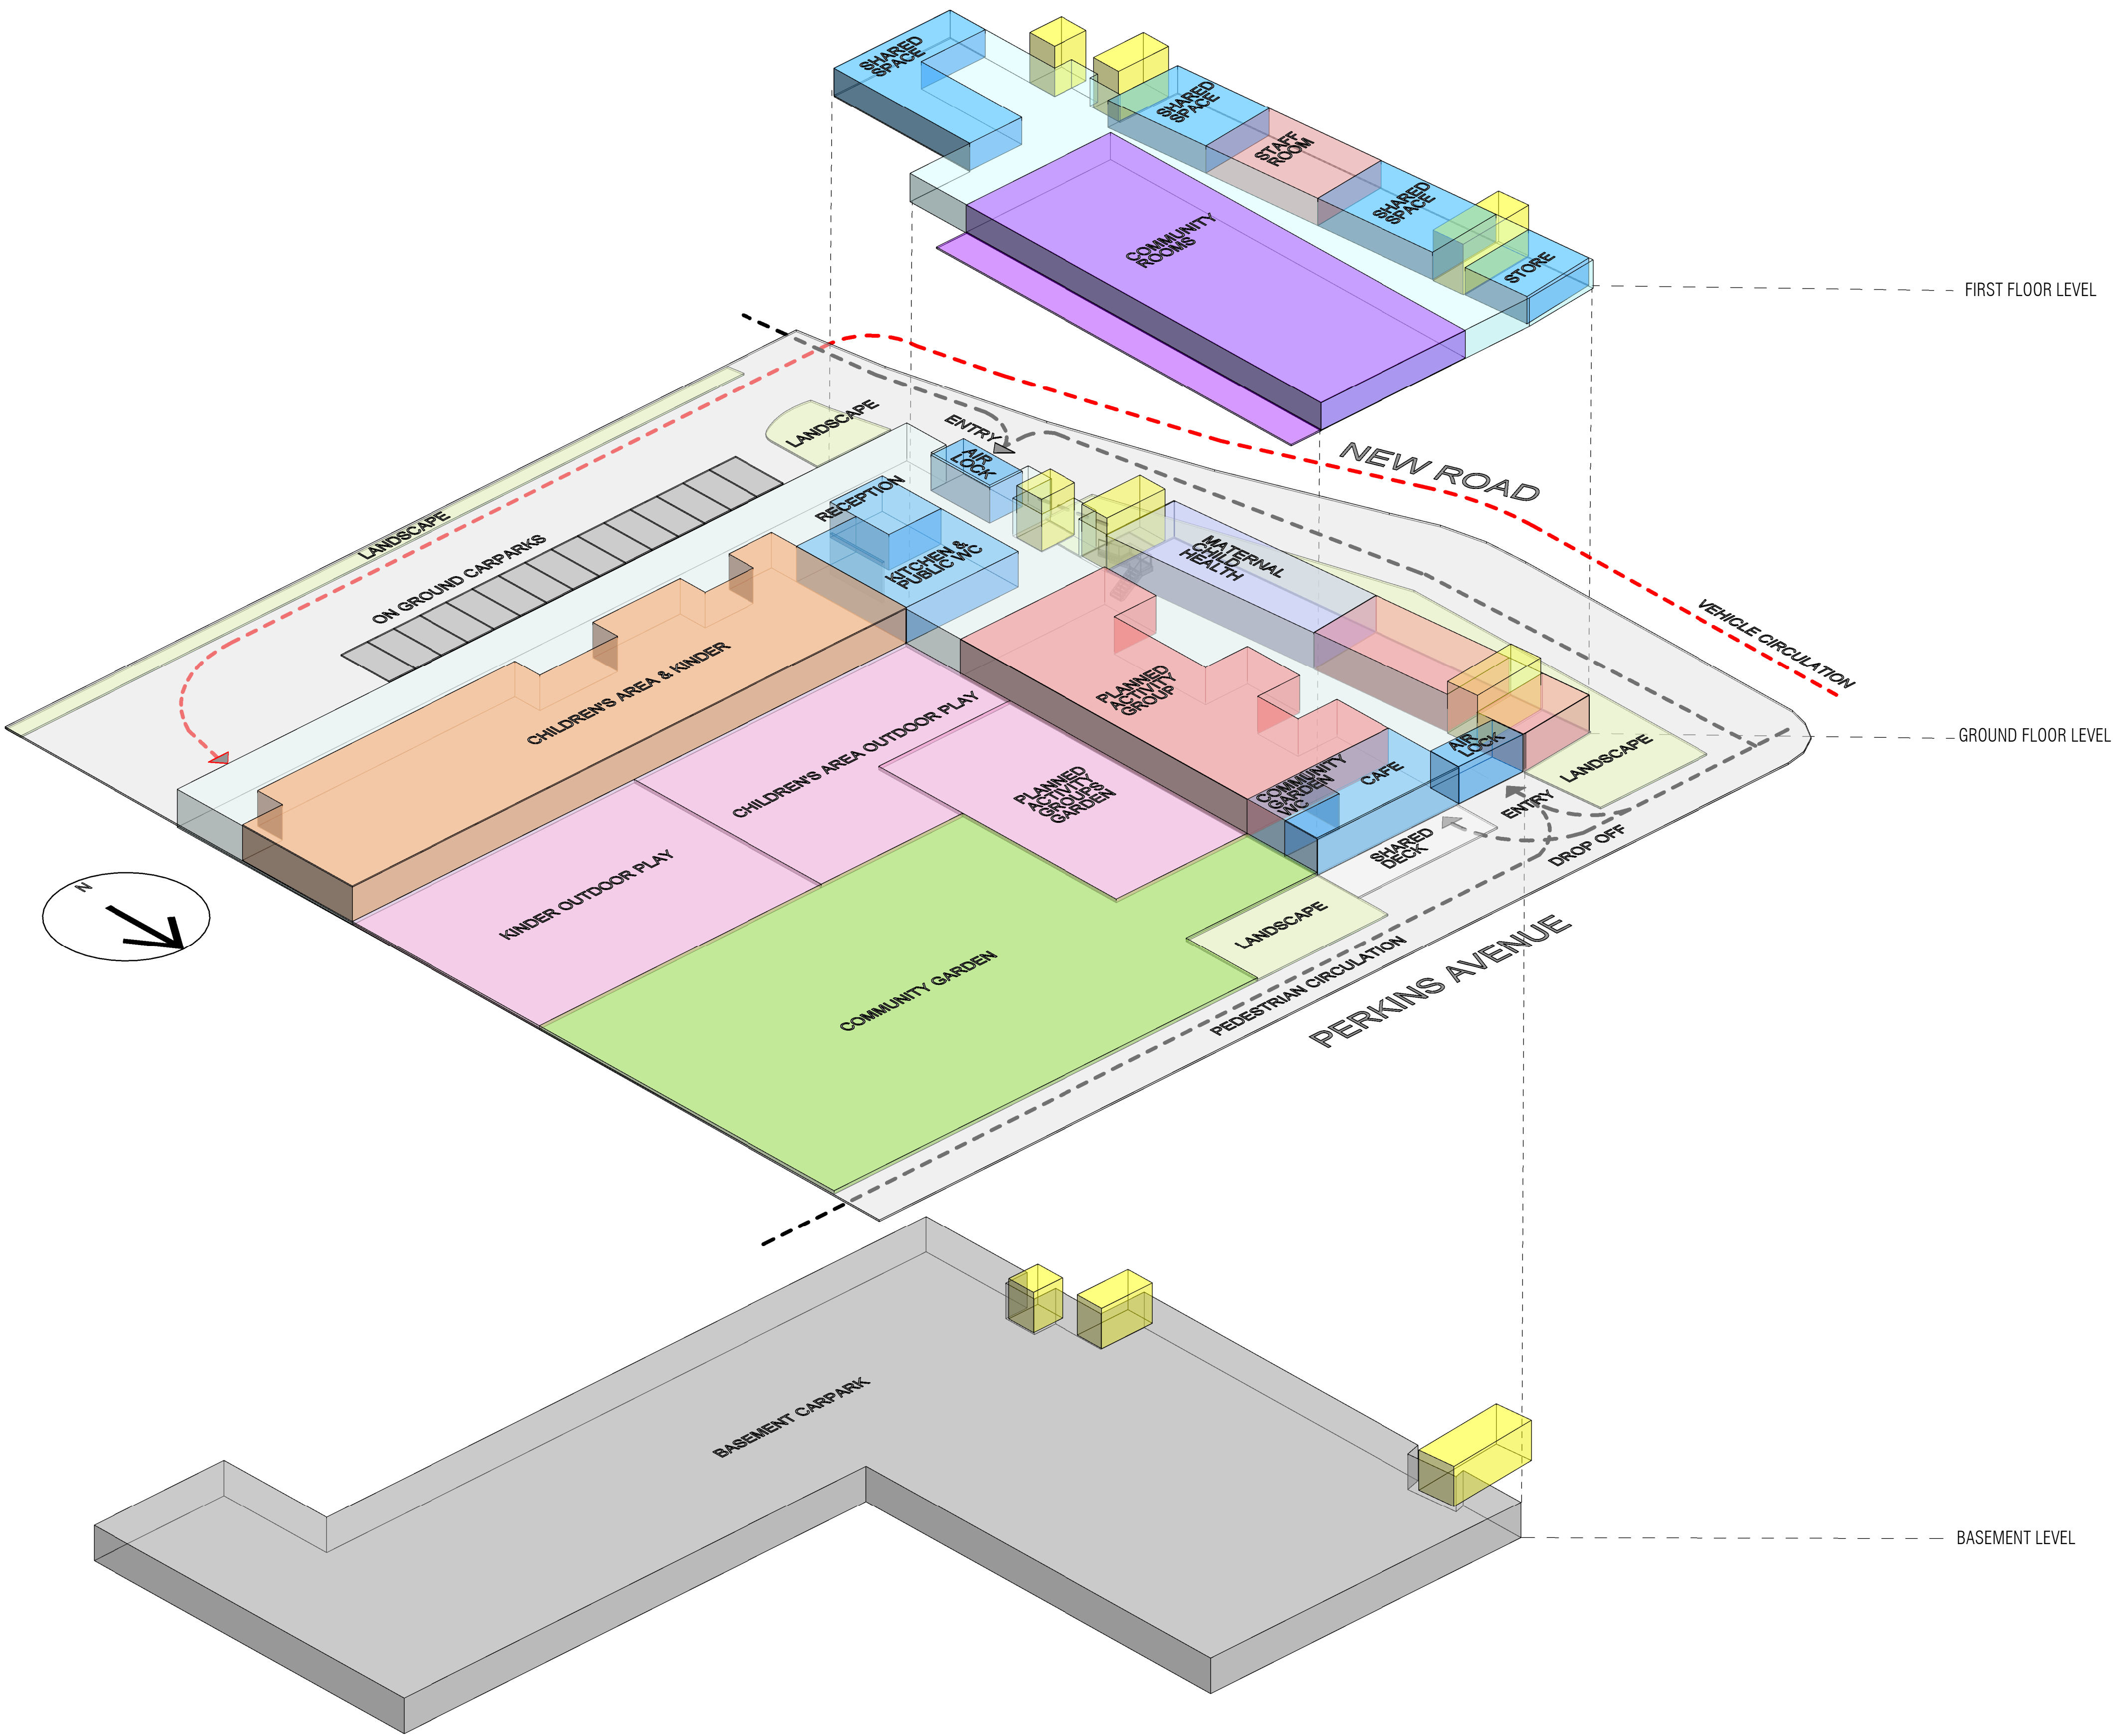 SHARED
SPACE
SHARED
SPACE
STAFF
ROOM
SHARED
SPACE
STORE
COMMUNITY
ROOMS
FIRST FLOOR LEVEL
LANDSCAPE
ENTRY
AIR
LOCK
NEW ROAD
RECEPTION
LANDSCAPE
ON GROUND CARPARKS
KITCHEN &
PUBLIC WC
MATERNAL
CHILD
HEALTH
VEHICLE CIRCULATION
CHILDREN'S AREA & KINDER
PLANNED
ACTIVITY
GROUP
CHILDREN'S AREA OUTDOOR PLAY
AIR
LOCK
GROUND FLOOR LEVEL
LANDSCAPE
CAFE
COMMUNITY
GARDEN
WC
PLANNED
ACTIVITY
GROUPS
GARDEN
ENTRY
SHARED
DECK
DROP OFF
KINDER OUTDOOR PLAY
N
LANDSCAPE
COMMUNITY GARDEN
PEDESTRIAN CIRCULATION
PERKINS AVENUE
BASEMENT CARPARK
BASEMENT LEVEL